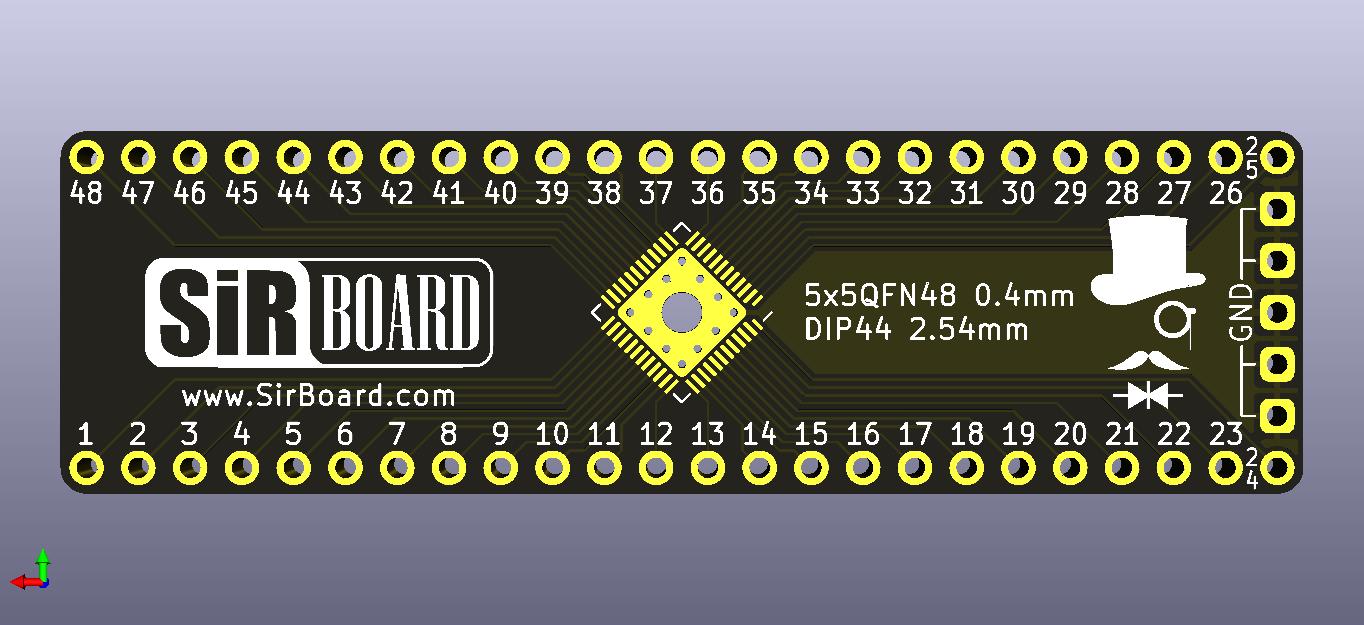 48 47 46 45 44 43 42 41 40 39 38 37 36 35 34 33 32 31 30 29 28 27 26 25
SiR BOARD
www.SirBoard.com
5x5QFN48 0.4mm
DIP44 2.54mm
GND
1 2 3 4 5 6 7 8 9 10 11 12 13 14 15 16 17 18 19 20 21 22 23 24